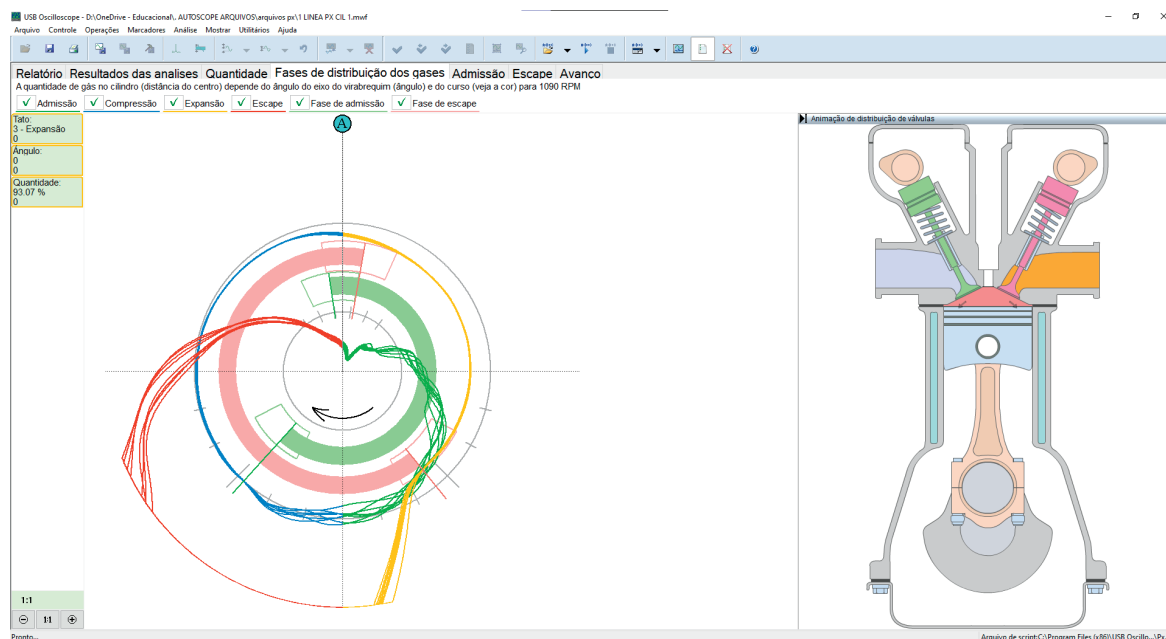 USB Oscilloscope - D:\OneDrive - Educacional\. AUTOSCOPE ARQUIVOS\arquivos px\1 LINEA PX CIL 1.mwf
Arquivo Controle Operações Marcadores Análise Mostrar Utilitários Ajuda
1:1
Relatório Resultados das analises Quantidade Fases de distribuição dos gases Admissão Escape Avanço
A quantidade de gás no cilindro (distância do centro) depende do ângulo do eixo do virabrequim (ângulo) e do curso (veja a cor) para 1090 RPM
Admissão Compressão Expansão Escape Fase de admissão Fase de escape
Tato:
3 - Expansão
0
Ângulo:
0
0
Quantidade:
93.07 %
0
A
Animação de distribuição de válvulas
1:1
1:1
Pronto...
Arquivo de script:C:\Program Files (x86)\USB Oscillo...\Px